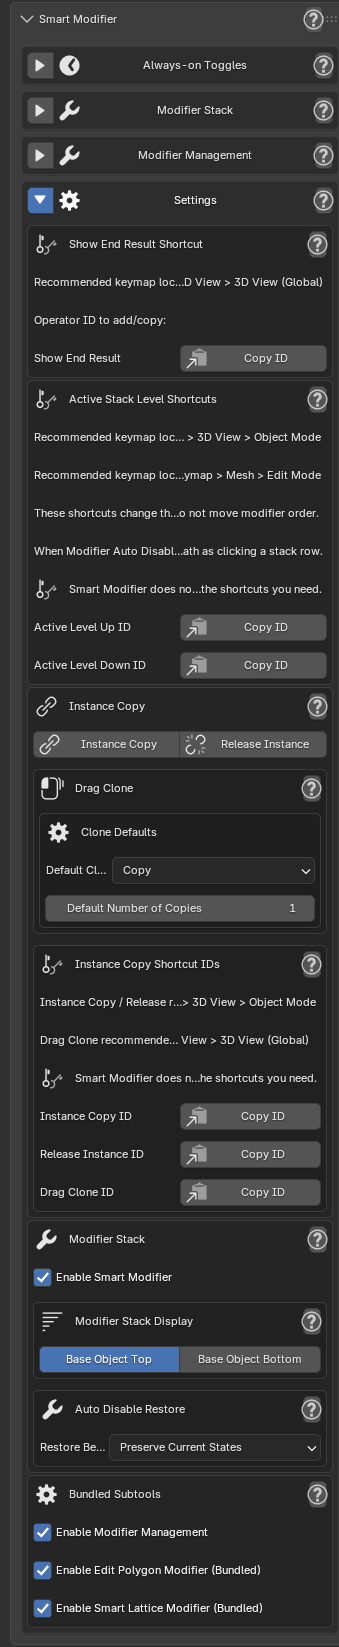 Smart Modifier
Always-on Toggles
Modifier Stack
Modifier Management
Settings
Show End Result Shortcut
Recommended keymap loc...D View > 3D View (Global)
Operator ID to add/copy:
Show End Result Copy ID
Active Stack Level Shortcuts
Recommended keymap loc... > 3D View > Object Mode
Recommended keymap loc...ymap > Mesh > Edit Mode
These shortcuts change th...o not move modifier order.
When Modifier Auto Disabl...ath as clicking a stack row.
Smart Modifier does no...the shortcuts you need.
Active Level Up ID Copy ID
Active Level Down ID Copy ID
Instance Copy
Instance Copy Release Instance
Drag Clone
Clone Defaults
Default Cl... Copy
Default Number of Copies 1
Instance Copy Shortcut IDs
Instance Copy / Release r...> 3D View > Object Mode
Drag Clone recommende... View > 3D View (Global)
Smart Modifier does n...he shortcuts you need.
Instance Copy ID Copy ID
Release Instance ID Copy ID
Drag Clone ID Copy ID
Modifier Stack
Enable Smart Modifier
Modifier Stack Display
Base Object Top Base Object Bottom
Auto Disable Restore
Restore Be... Preserve Current States
Bundled Subtools
Enable Modifier Management
Enable Edit Polygon Modifier (Bundled)
Enable Smart Lattice Modifier (Bundled)